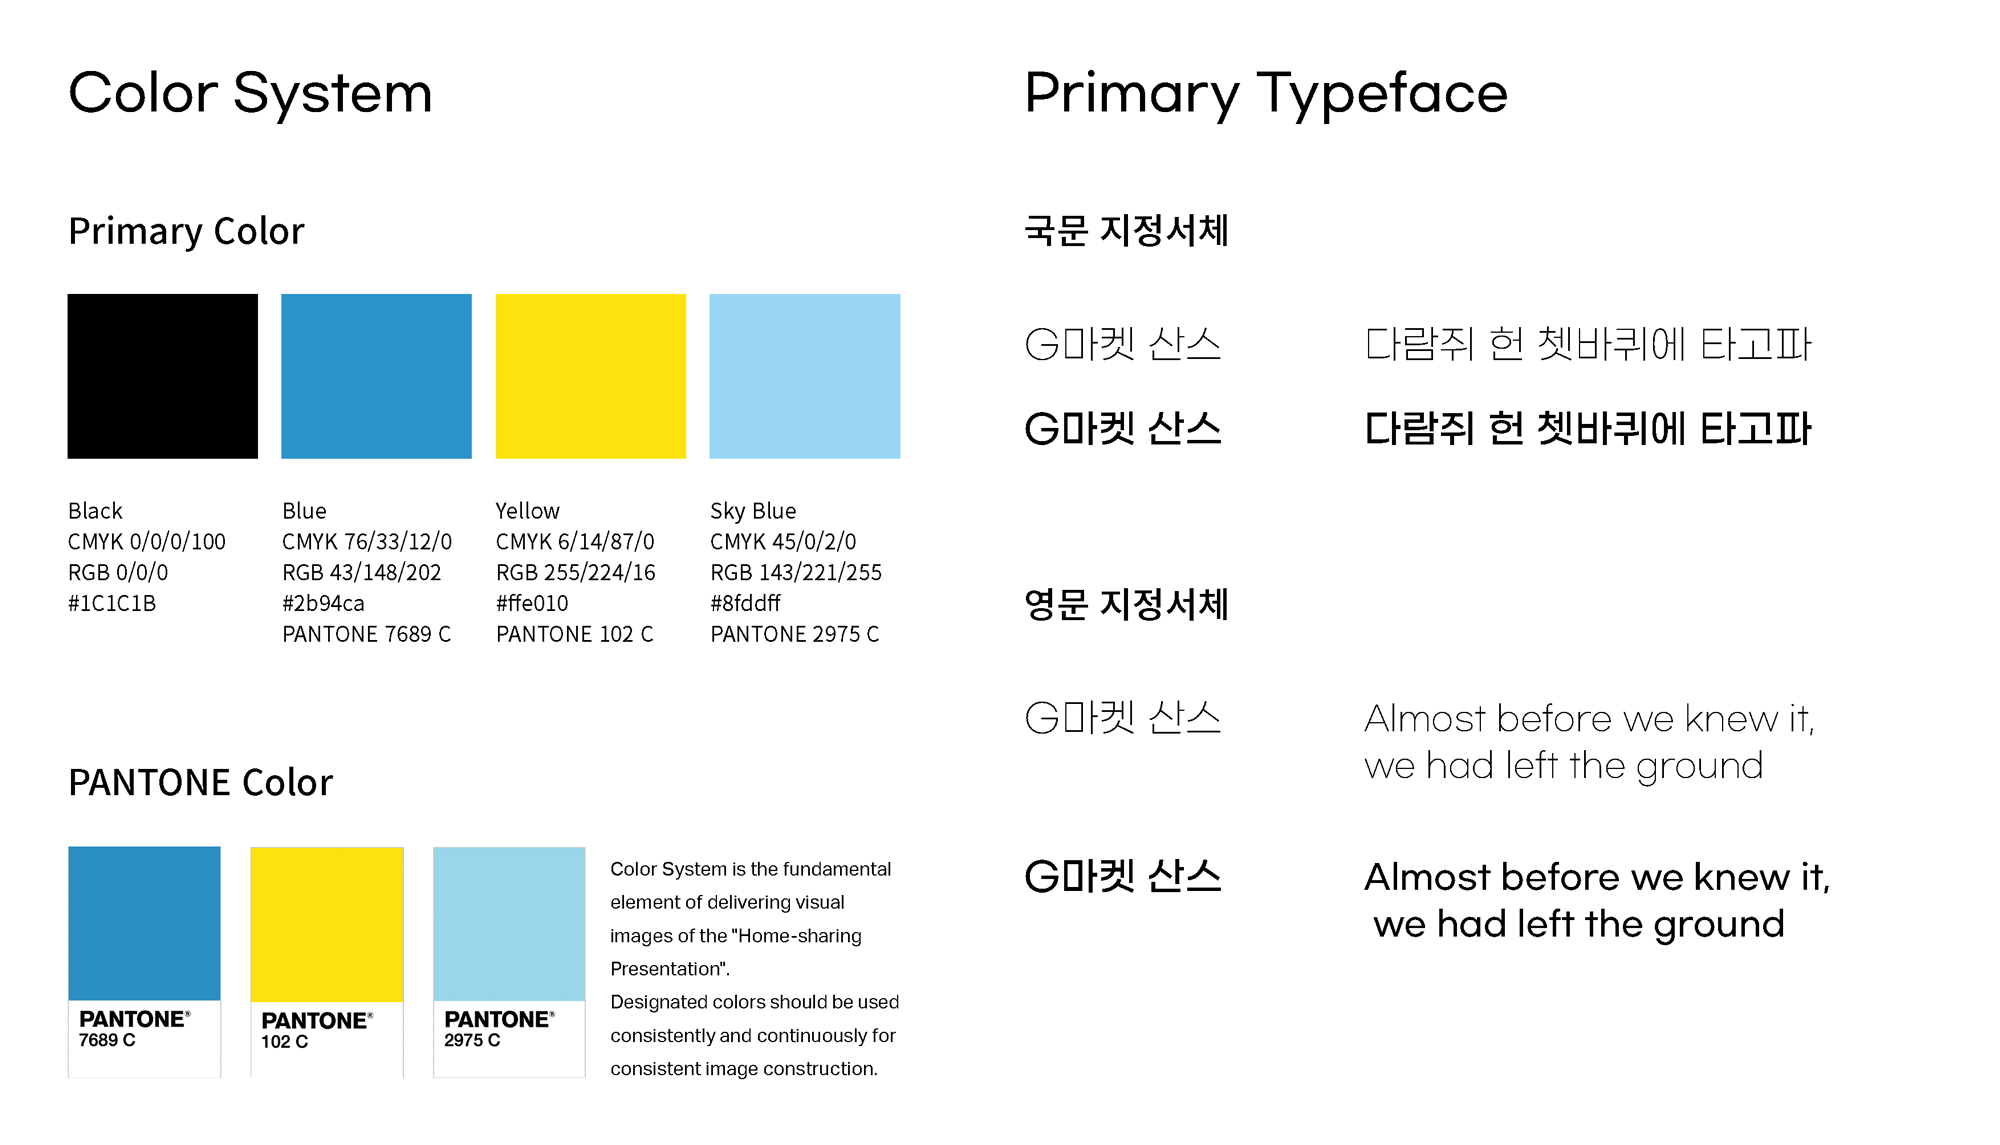 Color System
Primary Color
Black
CMYK 0/0/0/100
RGB 0/0/0
#1C1C1B
Blue
CMYK 76/33/12/0
RGB 43/148/202
#2b94ca
PANTONE 7689 C
Yellow
CMYK 6/14/87/0
RGB 255/224/16
#ffe010
PANTONE 102 C
Sky Blue
CMYK 45/0/2/0
RGB 143/221/255
#8fddff
PANTONE 2975 C
PANTONE Color
PANTONE®
7689 C
PANTONE®
102 C
PANTONE®
2975 C
Color System is the fundamental
element of delivering visual
images of the "Home-sharing
Presentation".
Designated colors should be used
consistently and continuously for
consistent image construction.
Primary Typeface
국문 지정서체
G마켓 산스
다람쥐 헌 쳇바퀴에 타고파
G마켓 산스
다람쥐 헌 쳇바퀴에 타고파
영문 지정서체
G마켓 산스
Almost before we knew it,
we had left the ground
G마켓 산스
Almost before we knew it,
we had left the ground